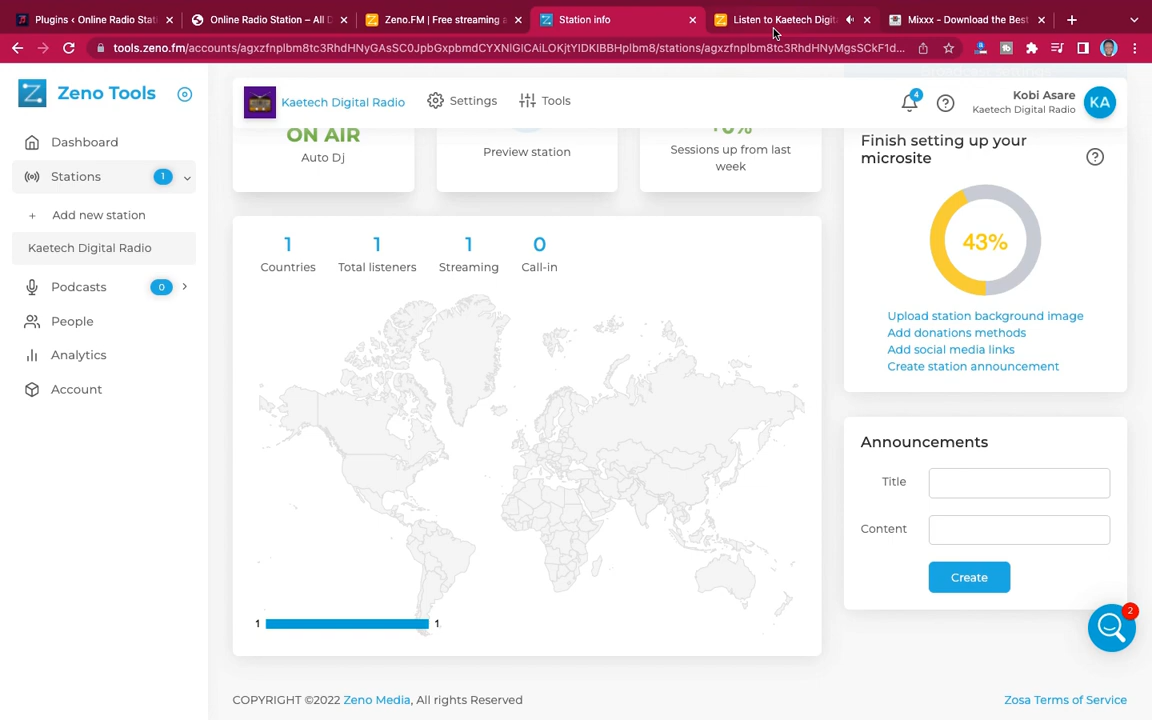 Plugins ‹ Online Radio Stati
Online Radio Station – All D
Zeno.FM | Free streaming a
Station info
Listen to Kaetech Digita
Mixxx - Download the Best
tools.zeno.fm/accounts/agxzfnplbm8tc3RhdHNyGAsSC0JpbGxpbmdCYXNlGICAiLOKjtYIDKIBBHplbm8/stations/agxzfnplbm8tc3RhdHNyMgsSCkF1d...
Zeno Tools
Kaetech Digital Radio
Settings
Tools
4
Kobi Asare
Kaetech Digital Radio
KA
Dashboard
Stations
1
Add new station
Kaetech Digital Radio
Podcasts
0
People
Analytics
Account
ON AIR
Auto Dj
Preview station
Sessions up from last
week
1
Countries
1
Total listeners
1
Streaming
0
Call-in
1
1
Finish setting up your
microsite
43%
Upload station background image
Add donations methods
Add social media links
Create station announcement
Announcements
Title
Content
Create
2
COPYRIGHT ©2022 Zeno Media, All rights Reserved
Zosa Terms of Service